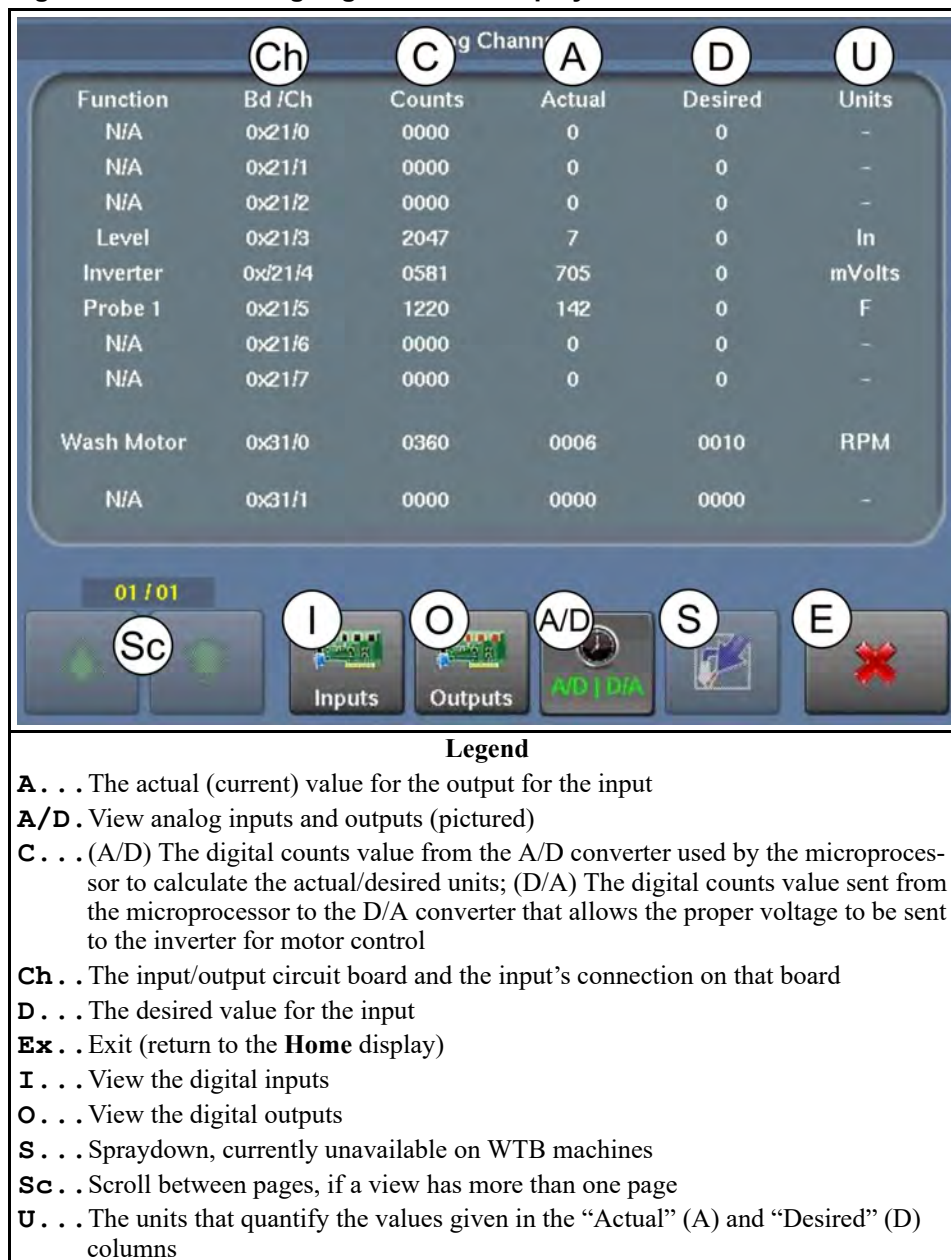 Ch C A D U
Function Bd /Ch Counts Actual Desired Units
N/A 0x21/0 0000 0 0 -
N/A 0x21/1 0000 0 0 -
N/A 0x21/2 0000 0 0 -
Level 0x21/3 2047 7 0 In
Inverter 0x/21/4 0581 705 0 mVolts
Probe 1 0x21/5 1220 142 0 F
N/A 0x21/6 0000 0 0 -
N/A 0x21/7 0000 0 0 -
Wash Motor 0x31/0 0360 0006 0010 RPM
N/A 0x31/1 0000 0000 0000 -
01 / 01
Sc I O A/D S E
Inputs Outputs A/D | D/A
Legend
A... The actual (current) value for the output for the input
A/D. View analog inputs and outputs (pictured)
C... (A/D) The digital counts value from the A/D converter used by the microproces-
sor to calculate the actual/desired units; (D/A) The digital counts value sent from
the microprocessor to the D/A converter that allows the proper voltage to be sent
to the inverter for motor control
Ch.. The input/output circuit board and the input's connection on that board
D... The desired value for the input
Ex.. Exit (return to the Home display)
I... View the digital inputs
O... View the digital outputs
S... Spraydown, currently unavailable on WTB machines
Sc.. Scroll between pages, if a view has more than one page
U... The units that quantify the values given in the “Actual” (A) and “Desired” (D)
columns